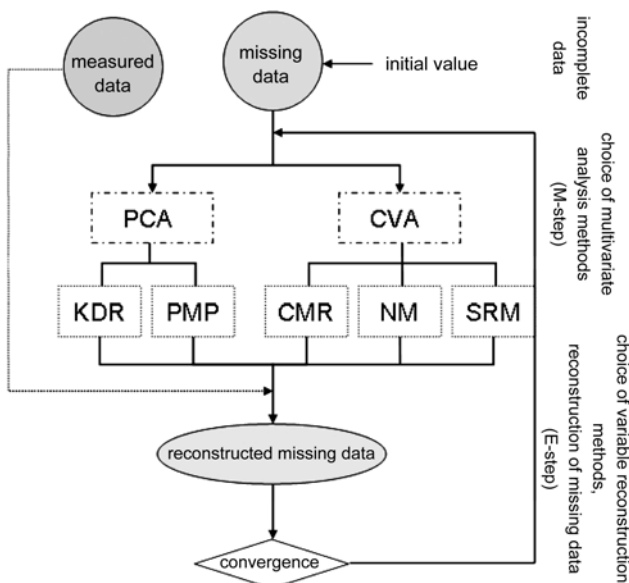 measured
data
missing
data
initial value
incomplete
data
PCA
CVA
choice of multivariate
analysis methods
(M-step)
KDR
PMP
CMR
NM
SRM
reconstructed missing data
choice of variable reconstruction
methods,
reconstruction of missing data
(E-step)
convergence